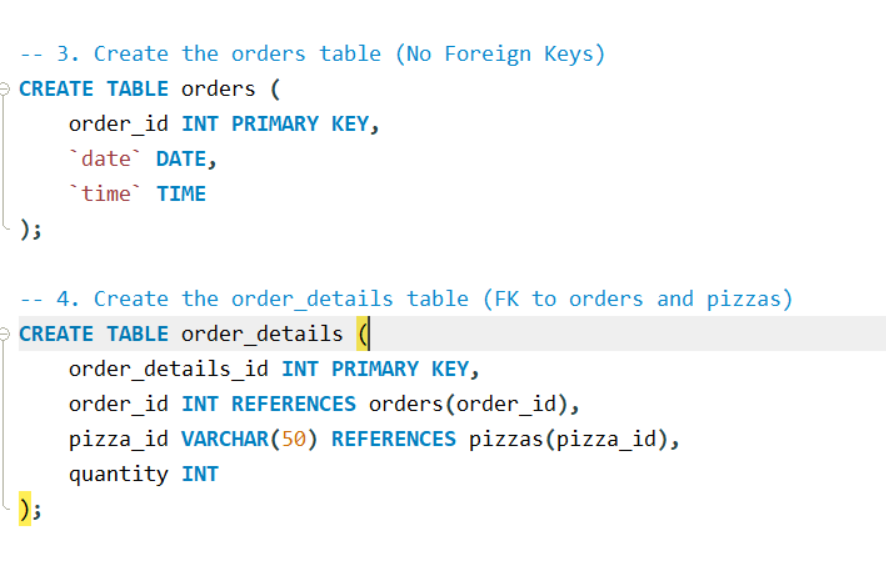 -- 3. Create the orders table (No Foreign Keys)
CREATE TABLE orders (
order_id INT PRIMARY KEY,
`date` DATE,
`time` TIME
);
-- 4. Create the order_details table (FK to orders and pizzas)
CREATE TABLE order_details (
order_details_id INT PRIMARY KEY,
order_id INT REFERENCES orders(order_id),
pizza_id VARCHAR(50) REFERENCES pizzas(pizza_id),
quantity INT
);